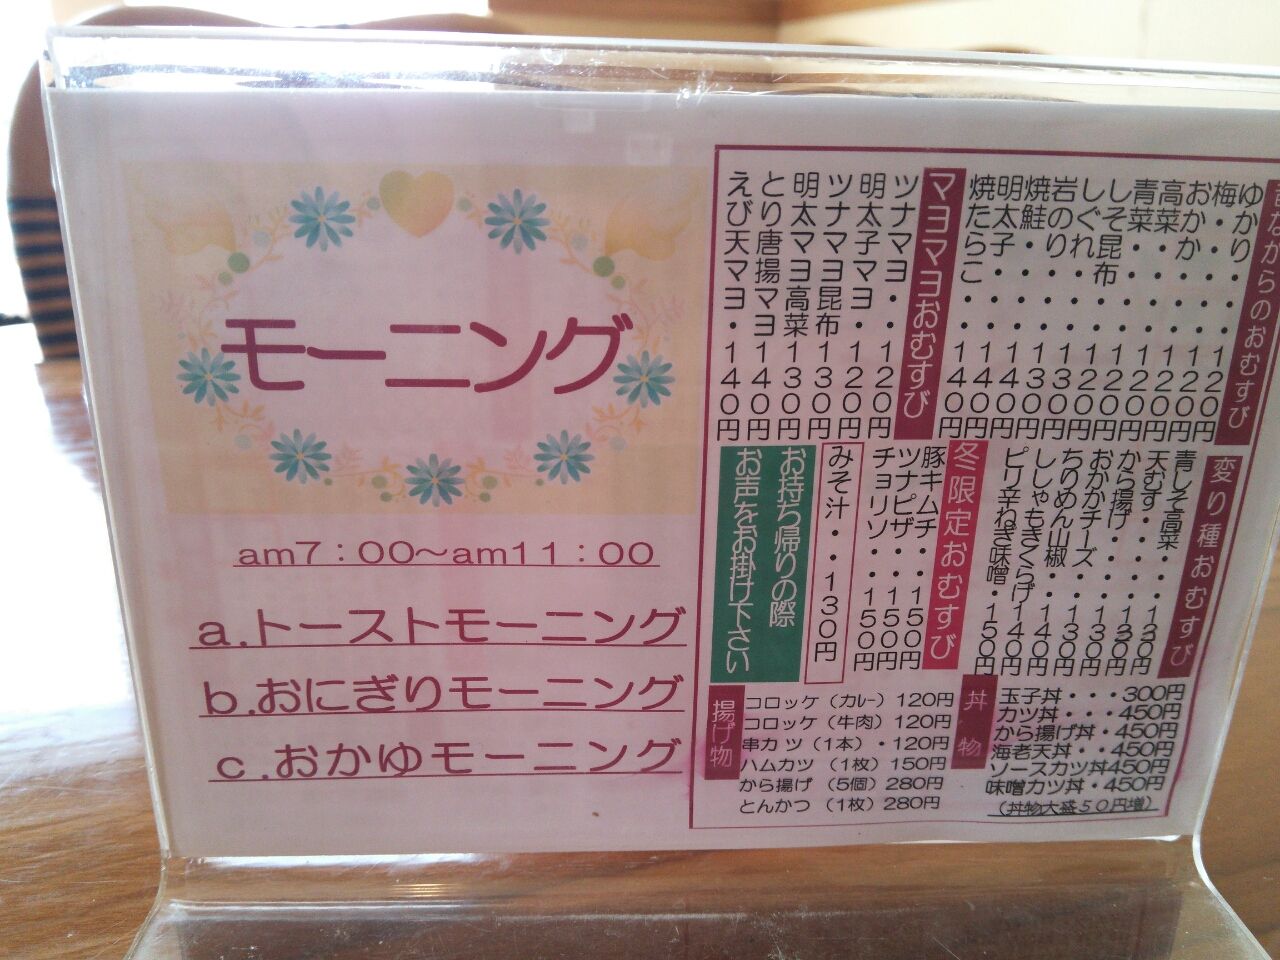 モーニング
am7：00～am11：00
a.トーストモーニング
b.おにぎりモーニング
c.おかゆモーニング
ながらのおむすび
ゆかり・・・120円
梅・・・・120円
おかか・・・120円
高菜・・・120円
青菜・・・120円
しそ昆布・・120円
しぐれ・・・120円
岩のり・・・130円
焼鮭・・・130円
明太子・・・140円
焼たらこ・・140円
マヨマヨおむすび
ツナマヨ・・120円
明太子マヨ・120円
ツナマヨ昆布130円
明太マヨ高菜130円
とり唐揚マヨ140円
えび天マヨ・140円
変り種おむすび
青しそ高菜・・130円
天むす・・・・130円
から揚げ・・・130円
おかかチーズ・130円
ちりめん山椒・130円
ししゃもきくらげ140円
ピリ辛ねぎ味噌・150円
冬限定おむすび
豚キムチ・・150円
ツナピザ・・150円
チョリソ・・150円
みそ汁・・130円
お持ち帰りの際
お声をお掛け下さい
丼物
玉子丼・・・300円
カツ丼・・・450円
から揚げ丼・450円
海老天丼・・450円
ソースカツ丼450円
味噌カツ丼・450円
（丼物大盛50円増）
揚げ物
コロッケ（カレー）120円
コロッケ（牛肉）120円
串カツ（1本）・120円
ハムカツ（1枚）150円
から揚げ（5個）280円
とんかつ（1枚）280円